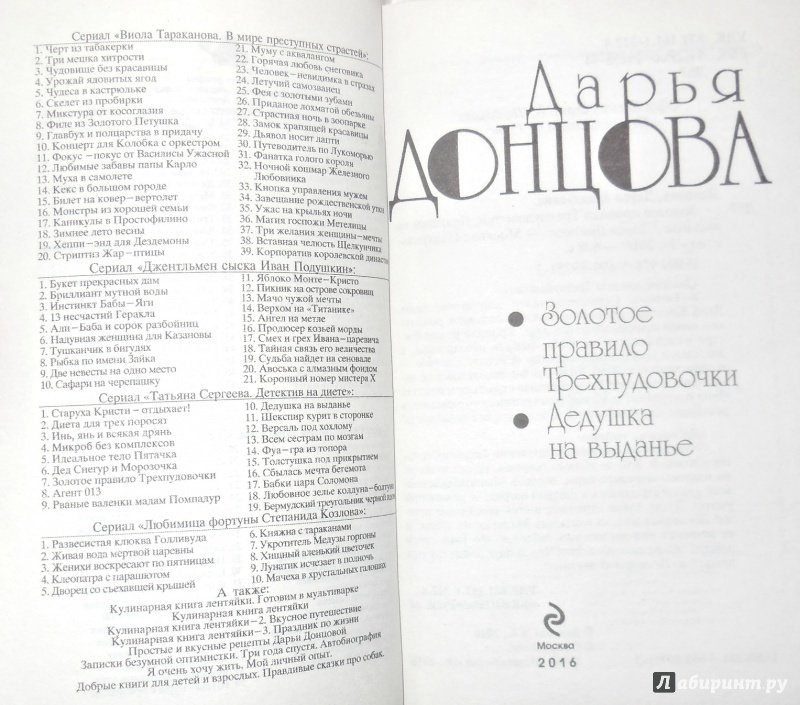 Сериал «Виола Тараканова. В мире преступных страстей»:
1. Черт из табакерки
2. Три мешка хитрости
3. Чудовище без красавицы
4. Урожай ядовитых ягод
5. Чудеса в кастрюльке
6. Скелет из пробирки
7. Микстура от косоглазия
8. Филе из Золотого Петушка
9. Главбух и полцарства в придачу
10. Концерт для Колобка с оркестром
11. Фокус-покус от Василисы Ужасной
12. Любимые забавы папы Карло
13. Муха в самолете
14. Кекс в большом городе
15. Билет на ковер-вертолет
16. Монстры из хорошей семьи
17. Каникулы в Простофилино
18. Зимнее лето весны
19. Хеппи-энд для Дездемоны
20. Стриптиз Жар-птицы
21. Муму с аквалангом
22. Горячая любовь снеговика
23. Человек-невидимка в стразах
24. Летучий самозванец
25. Фея с золотыми зубами
26. Приданое лохматой обезьяны
27. Страстная ночь в зоопарке
28. Замок храпящей красавицы
29. Дьявол носит лапти
30. Путеводитель по Лукоморью
31. Фанатка голого короля
32. Ночной кошмар Железного
Любовника
33. Кнопка управления мужем
34. Завещание рождественской утки
35. Ужас на крыльях ночи
36. Магия госпожи Метелицы
37. Три желания женщины-мечты
38. Вставная челюсть Щелкунчика
39. Корпоратив королевской династии
Сериал «Джентльмен сыска Иван Подушкин»:
1. Букет прекрасных дам
2. Бриллиант мутной воды
3. Инстинкт Бабы-Яги
4. 13 несчастий Геракла
5. Али-Баба и сорок разбойниц
6. Надувная женщина для Казановы
7. Тушканчик в бигудях
8. Рыбка по имени Зайка
9. Две невесты на одно место
10. Сафари на черепашку
11. Яблоко Монте-Кристо
12. Пикник на острове сокровищ
13. Мачо чужой мечты
14. Верхом на «Титанике»
15. Ангел на метле
16. Продюсер козьей морды
17. Смех и грех Ивана-царевича
18. Тайная связь его величества
19. Судьба найдет на сеновале
20. Авоська с алмазным фондом
21. Коронный номер мистера Х
Сериал «Татьяна Сергеева. Детектив на диете»:
1. Старуха Кристи – отдыхает!
2. Диета для трех поросят
3. Инь, янь и всякая дрянь
4. Микроб без комплексов
5. Идеальное тело Пятачка
6. Дед Снегур и Морозочка
7. Золотое правило Трехпудовочки
8. Агент 013
9. Рваные валенки мадам Помпадур
10. Дедушка на выданье
11. Шекспир курит в сторонке
12. Версаль под хохлому
13. Всем сестрам по мозгам
14. Фуа-гра из топора
15. Толстушка под прикрытием
16. Сбылась мечта бегемота
17. Бабки царя Соломона
18. Любовное зелье колдуна-болтуна
19. Бермудский треугольник черной
Сериал «Любимица фортуны Степанида Козлова»:
1. Развесистая клюква Голливуда
2. Живая вода мертвой царевны
3. Женихи воскресают по пятницам
4. Клеопатра с парашютом
5. Дворец со съехавшей крышей
6. Княжна с тараканами
7. Укротитель Медузы горгоны
8. Хищный аленький цветочек
9. Лунатик исчезает в полночь
10. Мачеха в хрустальных галошах
А также:
Кулинарная книга лентяйки. Готовим в мультиварке
Кулинарная книга лентяйки
Кулинарная книга лентяйки-2. Вкусное путешествие
Кулинарная книга лентяйки-3. Праздник по жизни
Простые и вкусные рецепты Дарьи Донцовой
Записки безумной оптимистки. Три года спустя. Автобиография
Я очень хочу жить. Мой личный опыт.
Добрые книги для детей и взрослых. Правдивые сказки про собак.
Дарья
ДОНЦОВА
• Золотое
правило
Трехпудовочки
• Дедушка
на выданье
Москва
2016
Лабиринт.ру